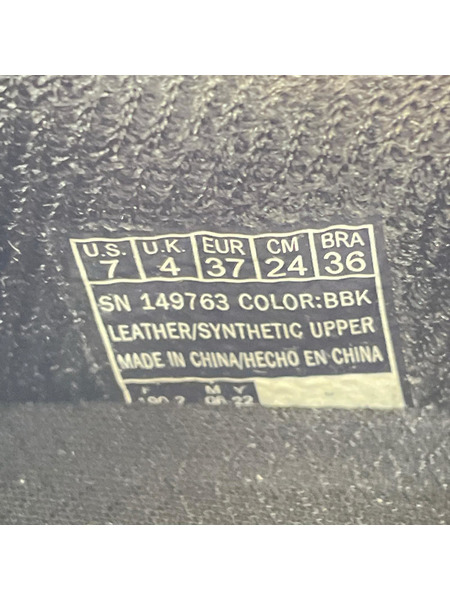 U.S. U.K. EUR CM BRA
7 4 37 24 36
SN 149763 COLOR:BBK
LEATHER/SYNTHETIC UPPER
MADE IN CHINA/HECHO EN CHINA
M Y